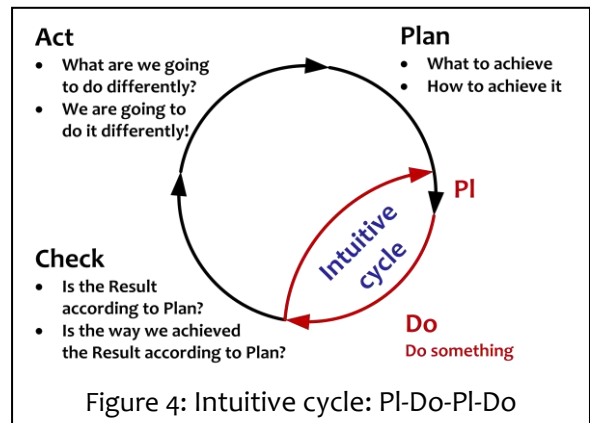 Act
• What are we going
to do differently?
• We are going to
do it differently!
Plan
• What to achieve
• How to achieve it
Pl
Intuitive
cycle
Check
• Is the Result
according to Plan?
• Is the way we achieved
the Result according to Plan?
Do
Do something
Figure 4: Intuitive cycle: Pl-Do-Pl-Do